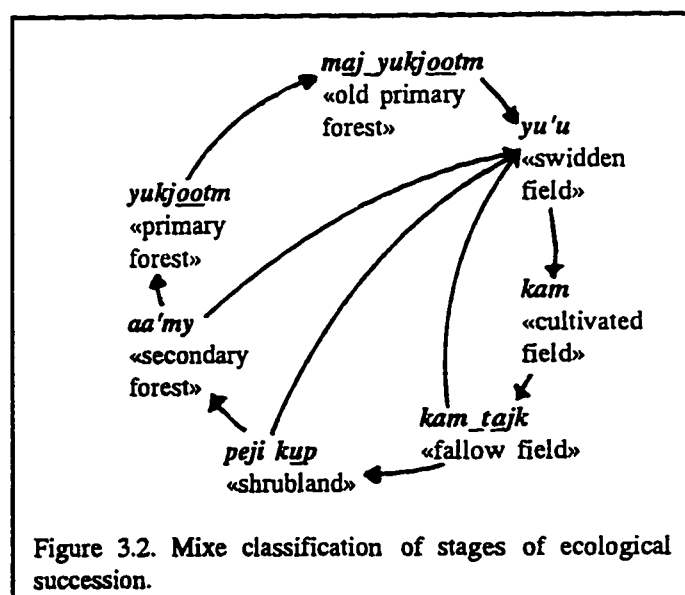 maj_yukjootm
«old primary
forest»
yu'u
«swidden
field»
yukjootm
«primary
forest»
kam
«cultivated
field»
aa'my
«secondary
forest»
kam_tajk
«fallow field»
peji kup
«shrubland»
Figure 3.2. Mixe classification of stages of ecological
succession.